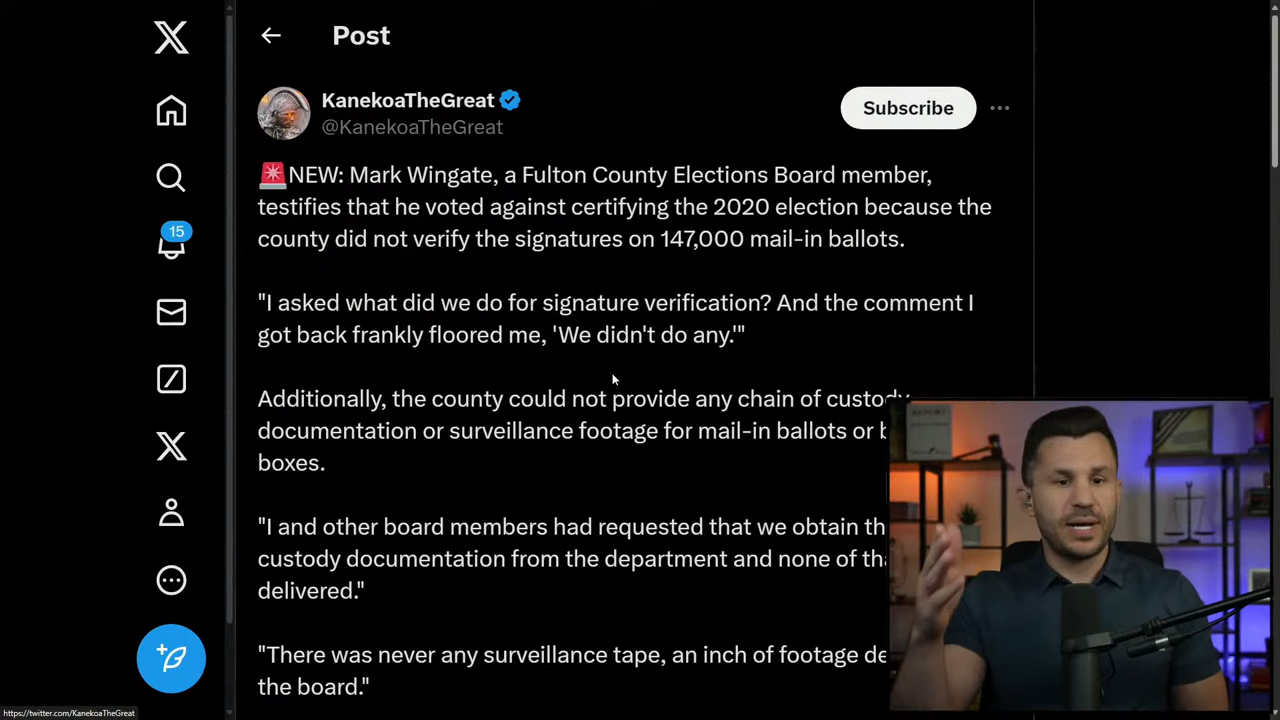 Post
KanekoaTheGreat
@KanekoaTheGreat
Subscribe
🚨NEW: Mark Wingate, a Fulton County Elections Board member,
testifies that he voted against certifying the 2020 election because the
county did not verify the signatures on 147,000 mail-in ballots.
15
"I asked what did we do for signature verification? And the comment I
got back frankly floored me, 'We didn't do any.'"
Additionally, the county could not provide any chain of custody
documentation or surveillance footage for mail-in ballots or
boxes.
"I and other board members had requested that we obtain
custody documentation from the department and none of
delivered."
"There was never any surveillance tape, an inch of footage
the board."
https://twitter.com/KanekoaTheGreat